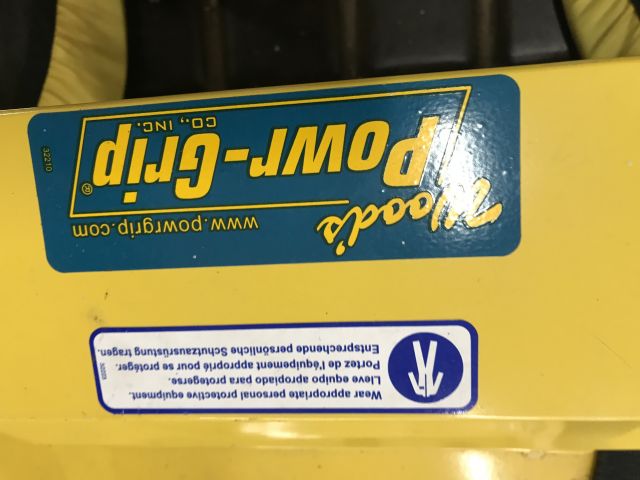 Wood's
Powr-Grip®
CO., INC.
www.powrgrip.com
32210
Wear appropriate personal protective equipment.
Lleve equipo apropiado para protegerse.
Portez de l'équipement approprié pour se protéger.
Entsprechende persönliche Schutzausrüstung tragen.